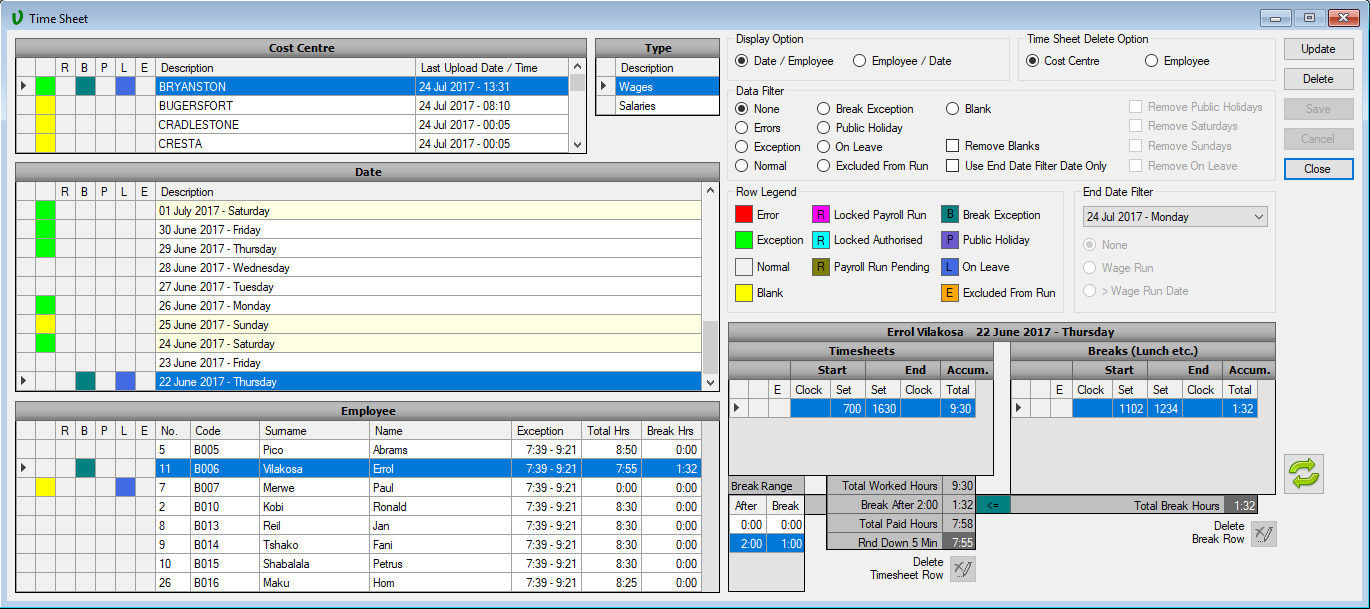 Time Sheet
Cost Centre
R B P L E Description Last Upload Date / Time
BRYANSTON 24 Jul 2017 - 13:31
BUGERSFORT 24 Jul 2017 - 08:10
CRADLESTONE 24 Jul 2017 - 00:05
CRESTA 24 Jul 2017 - 00:05
Type
Description
Wages
Salaries
Date
R B P L E Description
01 July 2017 - Saturday
30 June 2017 - Friday
29 June 2017 - Thursday
28 June 2017 - Wednesday
27 June 2017 - Tuesday
26 June 2017 - Monday
25 June 2017 - Sunday
24 June 2017 - Saturday
23 June 2017 - Friday
22 June 2017 - Thursday
Employee
R B P L E No. Code Surname Name Exception Total Hrs Break Hrs
5 B005 Pico Abrams 7:39 - 9:21 8:50 0:00
11 B006 Vilakosa Errol 7:39 - 9:21 7:55 1:32
7 B007 Merwe Paul 7:39 - 9:21 0:00 0:00
2 B010 Kobi Ronald 7:39 - 9:21 8:30 0:00
8 B013 Reil Jan 7:39 - 9:21 8:30 0:00
9 B014 Tshako Fani 7:39 - 9:21 8:30 0:00
10 B015 Shabalala Petrus 7:39 - 9:21 8:30 0:00
26 B016 Maku Hom 7:39 - 9:21 8:25 0:00
Display Option
Date / Employee Employee / Date
Time Sheet Delete Option
Cost Centre Employee
Data Filter
None Break Exception Blank Remove Public Holidays
Errors Public Holiday Remove Saturdays
Exception On Leave Remove Blanks Remove Sundays
Normal Excluded From Run Use End Date Filter Date Only Remove On Leave
Row Legend
Error R Locked Payroll Run B Break Exception
Exception R Locked Authorised P Public Holiday
Normal R Payroll Run Pending L On Leave
Blank E Excluded From Run
End Date Filter
24 Jul 2017 - Monday
None
Wage Run
> Wage Run Date
Update
Delete
Save
Cancel
Close
Errol Vilakosa 22 June 2017 - Thursday
Timesheets
Start End Accum.
E Clock Set Set Clock Total
700 1630 9:30
Breaks (Lunch etc.)
Start End Accum.
E Clock Set Set Clock Total
1102 1234 1:32
Break Range
After Break
0:00 0:00
2:00 1:00
Total Worked Hours 9:30
Break After 2:00 1:32 <= Total Break Hours 1:32
Total Paid Hours 7:58
Rnd Down 5 Min 7:55
Delete
Timesheet Row
Delete
Break Row